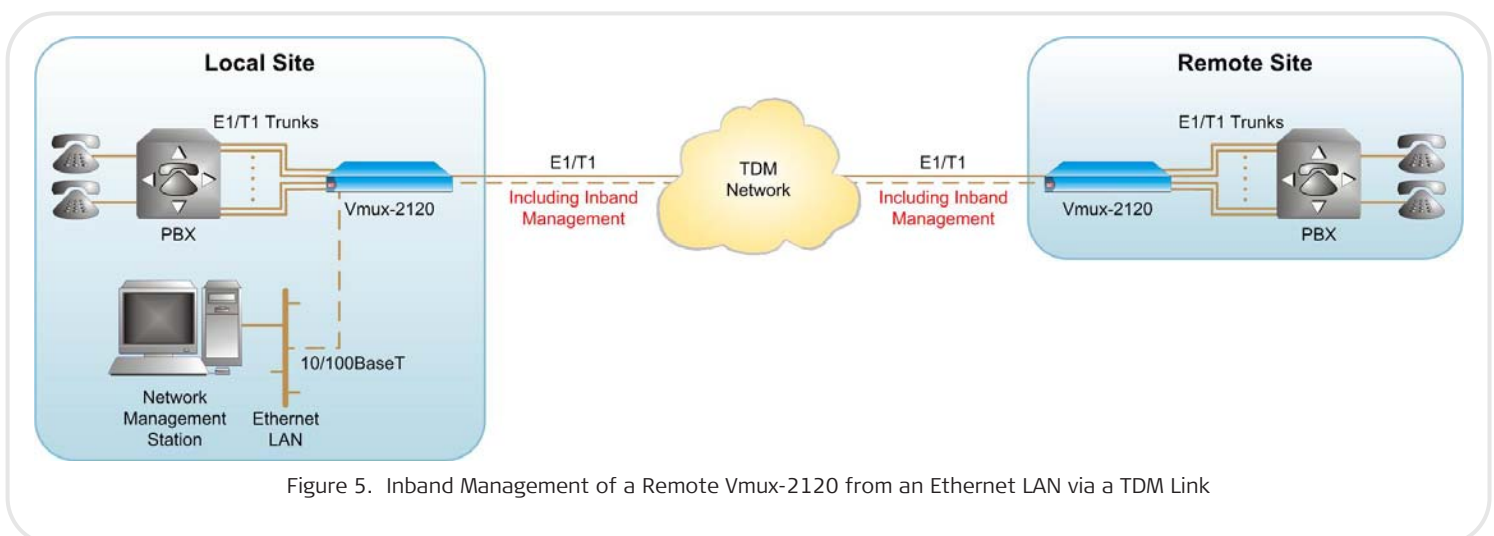 Local Site
E1/T1 Trunks
PBX
Vmux-2120
10/100BaseT
Network
Management
Station
Ethernet
LAN
E1/T1
Including Inband
Management
TDM
Network
E1/T1
Including Inband
Management
Remote Site
E1/T1 Trunks
Vmux-2120
PBX
Figure 5. Inband Management of a Remote Vmux-2120 from an Ethernet LAN via a TDM Link